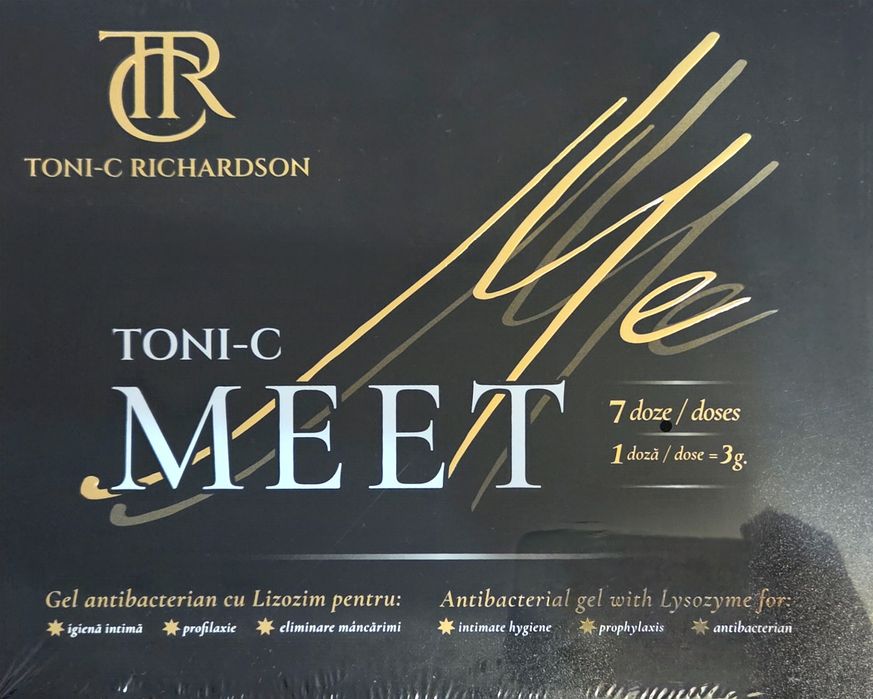 TCR
TONI-C RICHARDSON
Me
TONI-C
MEET
7 doze / doses
1 doză / dose = 3g.
Gel antibacterian cu Lizozim pentru:
igienă intimă profilaxie eliminare mâncărimi
Antibacterial gel with Lysozyme for:
intimate hygiene prophylaxis antibacterian